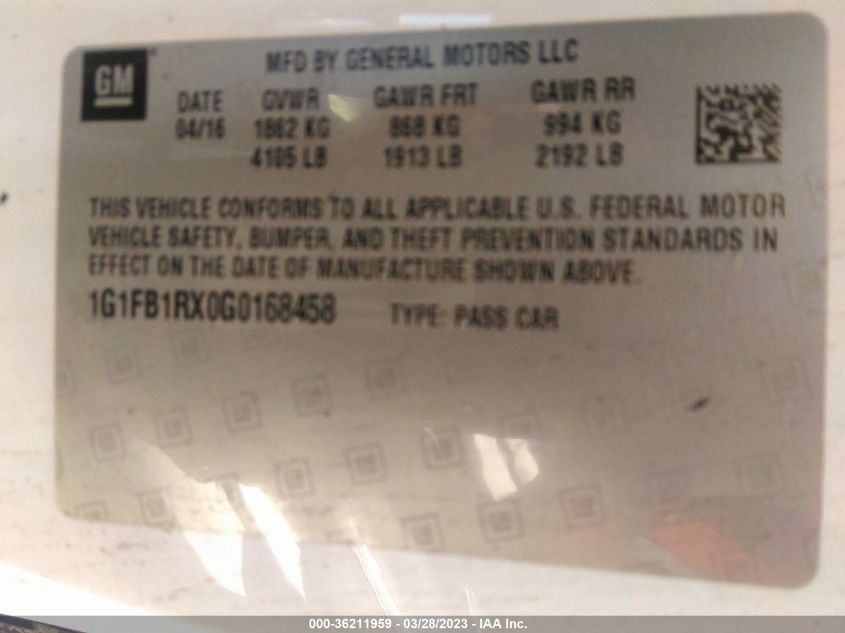 GM
MFD BY GENERAL MOTORS LLC
DATE GVWR GAWR FRT GAWR RR
04/16 1862 KG 868 KG 994 KG
4105 LB 1913 LB 2192 LB
THIS VEHICLE CONFORMS TO ALL APPLICABLE U.S. FEDERAL MOTOR
VEHICLE SAFETY, BUMPER, AND THEFT PREVENTION STANDARDS IN
EFFECT ON THE DATE OF MANUFACTURE SHOWN ABOVE.
1G1FB1RX0G0168458 TYPE: PASS CAR
000-36211959 — 03/28/2023 — IAA Inc.